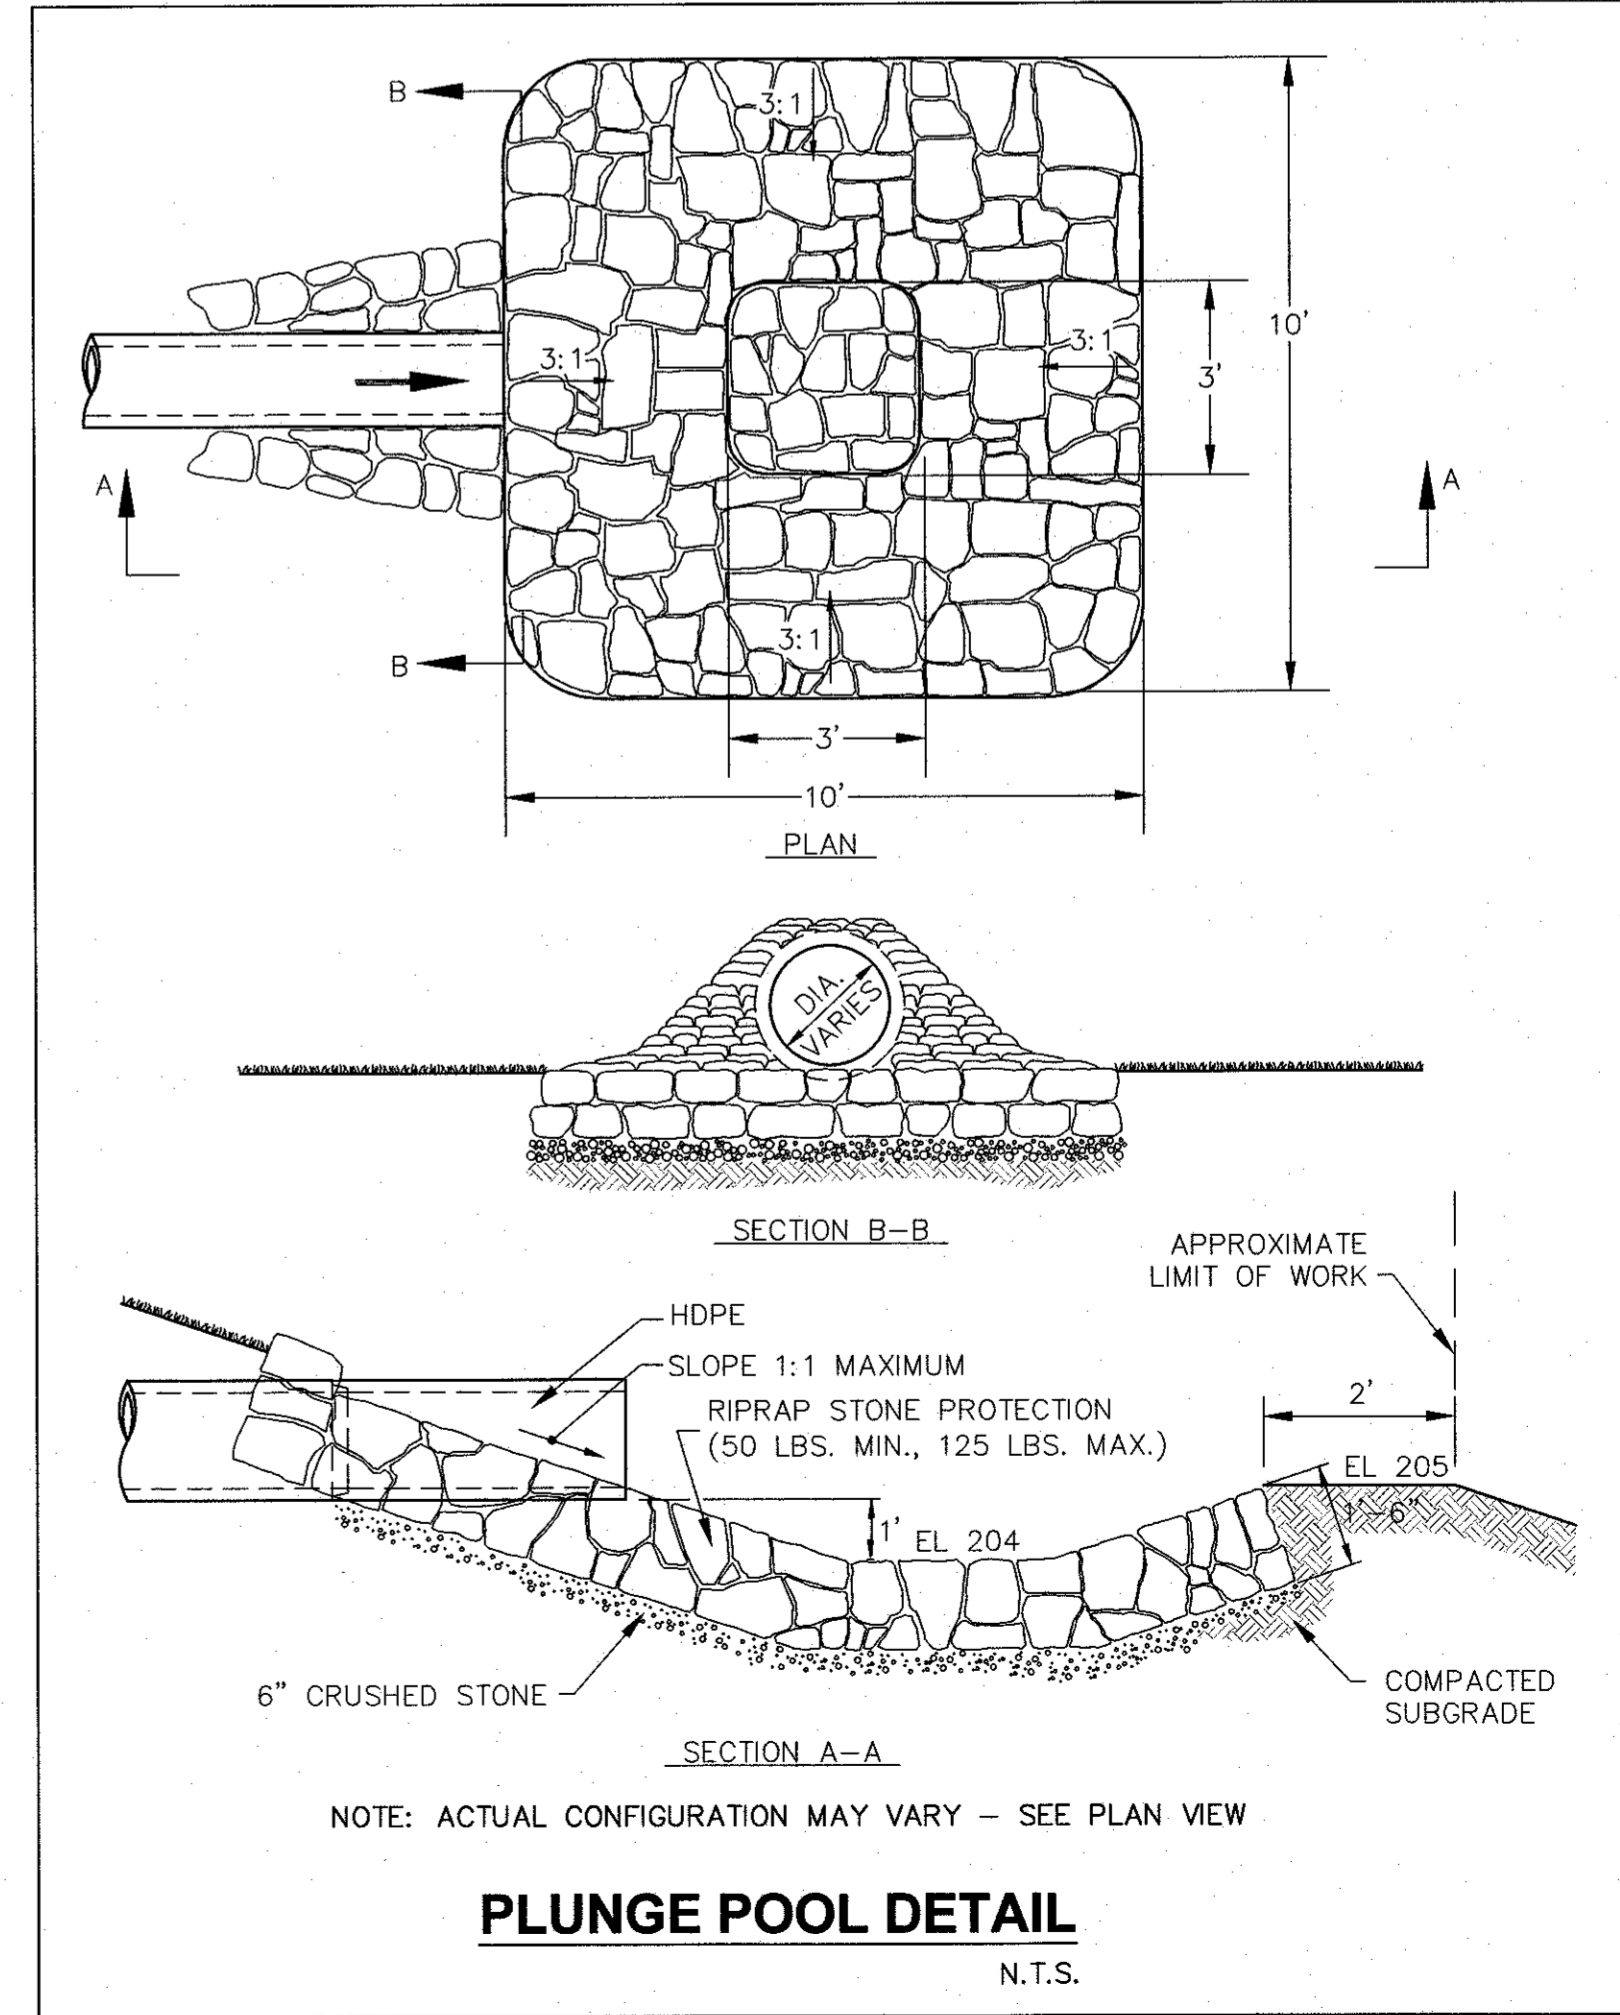 B
3:1
10'
3:1
3:1
3'
A
A
3:1
B
3'
10'
PLAN
DIA.
VARIES
SECTION B-B
APPROXIMATE
LIMIT OF WORK
HDPE
SLOPE 1:1 MAXIMUM
RIPRAP STONE PROTECTION
(50 LBS. MIN., 125 LBS. MAX.)
2'
EL 205
1'-6"
1'
EL 204
6" CRUSHED STONE
COMPACTED
SUBGRADE
SECTION A-A
NOTE: ACTUAL CONFIGURATION MAY VARY – SEE PLAN VIEW
PLUNGE POOL DETAIL
N.T.S.